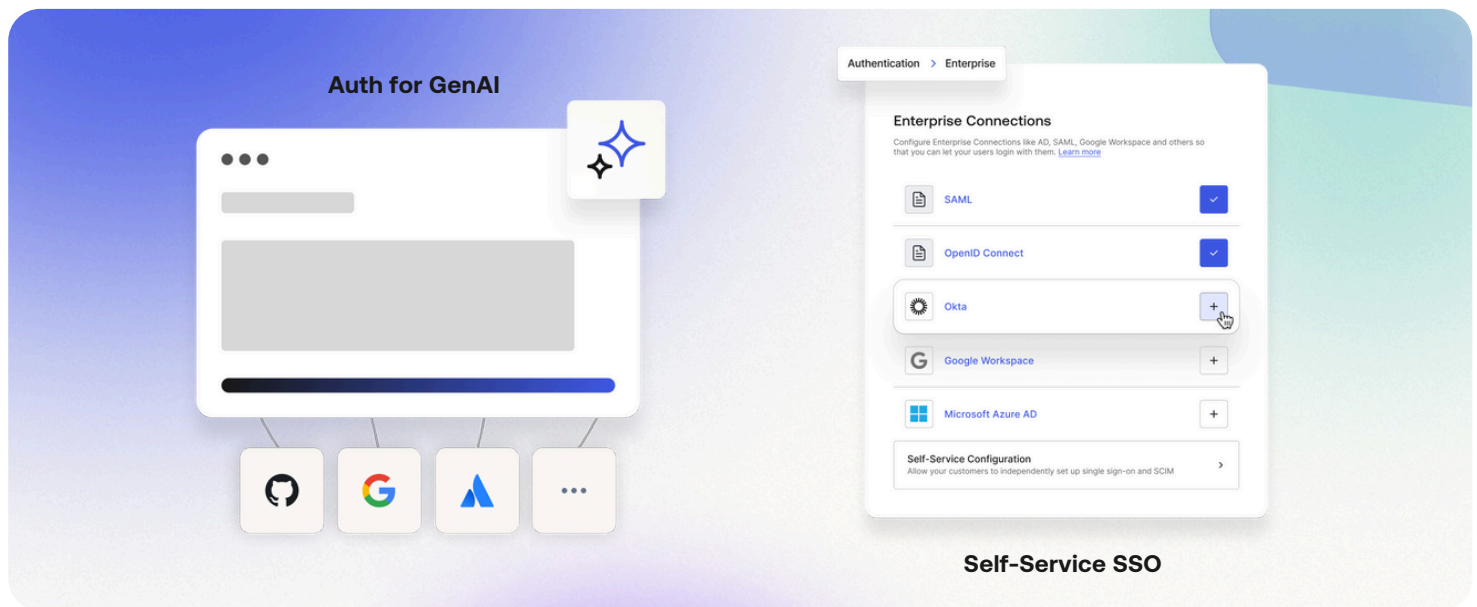 Auth for GenAI
Authentication > Enterprise
Enterprise Connections
Configure Enterprise Connections like AD, SAML, Google Workspace and others so
that you can let your users login with them. Learn more
SAML
OpenID Connect
Okta
Google Workspace
Microsoft Azure AD
Self-Service Configuration
Allow your customers to independently set up single sign-on and SCIM
Self-Service SSO